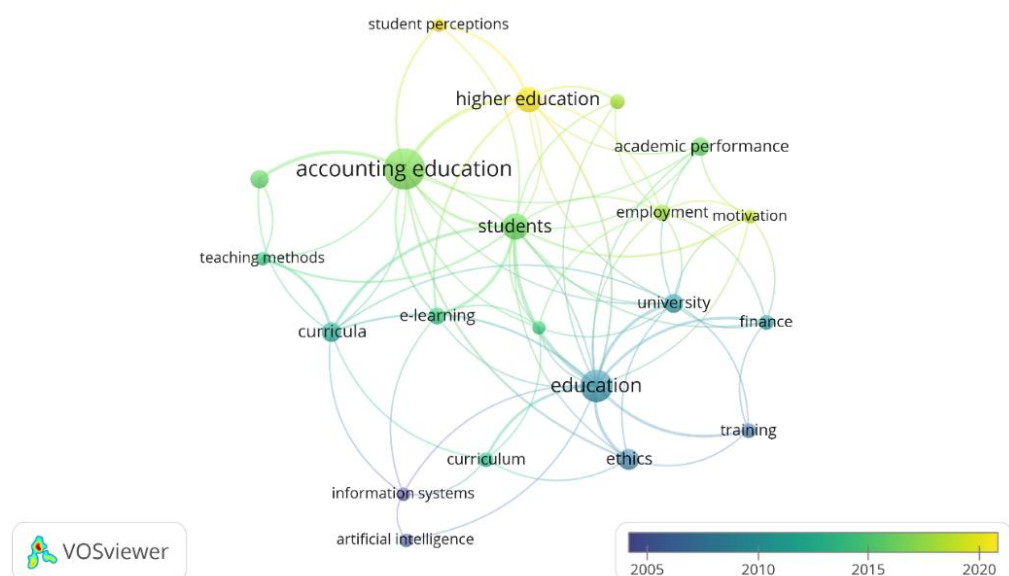 student perceptions
higher education
academic performance
accounting education
employment
motivation
students
teaching methods
university
e-learning
finance
curricula
education
training
curriculum
ethics
information systems
artificial intelligence
VOSviewer
2005
2010
2015
2020